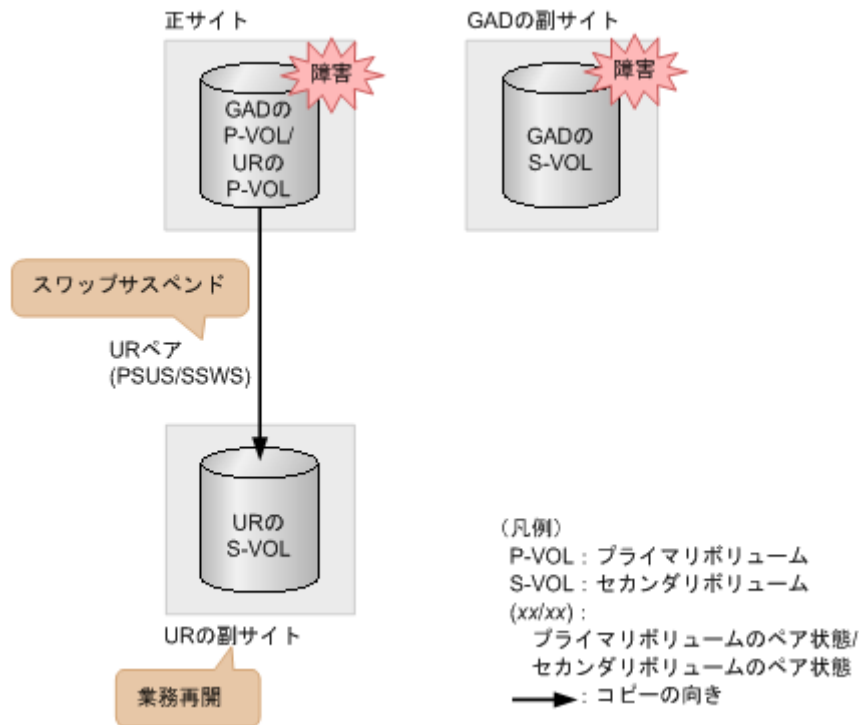 正サイト
GADの副サイト
障害
障害
GADの
P-VOL/
URの
P-VOL
GADの
S-VOL
スワップサスペンド
URペア
(PSUS/SSWS)
URの
S-VOL
URの副サイト
業務再開
（凡例）
P-VOL：プライマリボリューム
S-VOL：セカンダリボリューム
(xx/xx)：
プライマリボリュームのペア状態/
セカンダリボリュームのペア状態
：コピーの向き